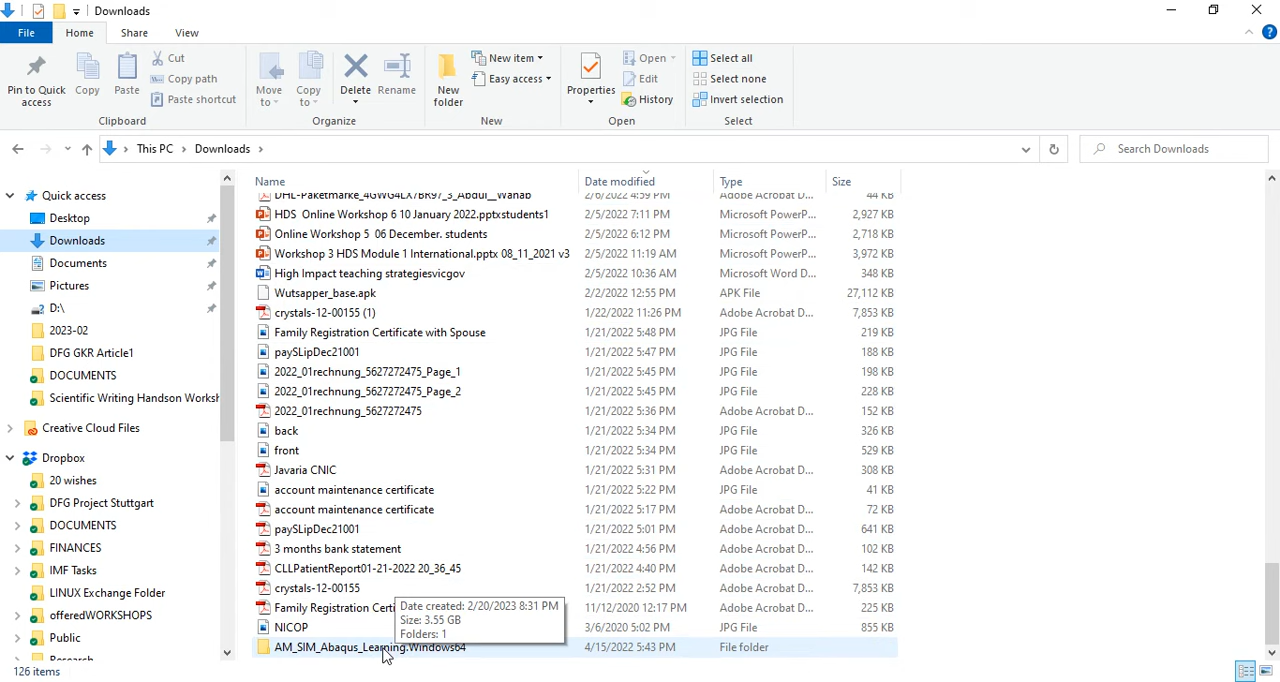 Downloads
File Home Share View
Pin to Quick access
Copy
Paste
Cut
Copy path
Paste shortcut
Clipboard
Move to
Copy to
Delete
Rename
Organize
New folder
New item
Easy access
New
Properties
Open
Edit
History
Open
Select all
Select none
Invert selection
Select
This PC > Downloads >
Search Downloads
Quick access
Desktop
Downloads
Documents
Pictures
D:\
2023-02
DFG GKR Article1
DOCUMENTS
Scientific Writing Handson Worksh
Creative Cloud Files
Dropbox
20 wishes
DFG Project Stuttgart
DOCUMENTS
FINANCES
IMF Tasks
LINUX Exchange Folder
offeredWORKSHOPS
Public
Research
Name Date modified Type Size
DHL-Paketmarke_4GWG4LX7BR97_3_Abdul_Wahab 2/6/2022 4:59 PM Adobe Acrobat D... 44 KB
HDS Online Workshop 6 10 January 2022.pptxstudents1 2/5/2022 7:11 PM Microsoft PowerP... 2,927 KB
Online Workshop 5 06 December. students 2/5/2022 6:12 PM Microsoft PowerP... 2,718 KB
Workshop 3 HDS Module 1 International.pptx 08_11_2021 v3 2/5/2022 11:19 AM Microsoft PowerP... 3,972 KB
High Impact teaching strategiesvicgov 2/5/2022 10:36 AM Microsoft Word D... 348 KB
Wutsapper_base.apk 2/2/2022 12:55 PM APK File 27,112 KB
crystals-12-00155 (1) 1/22/2022 11:26 PM Adobe Acrobat D... 7,853 KB
Family Registration Certificate with Spouse 1/21/2022 5:48 PM JPG File 219 KB
paySLipDec21001 1/21/2022 5:47 PM JPG File 188 KB
2022_01rechnung_5627272475_Page_1 1/21/2022 5:45 PM JPG File 198 KB
2022_01rechnung_5627272475_Page_2 1/21/2022 5:45 PM JPG File 228 KB
2022_01rechnung_5627272475 1/21/2022 5:36 PM Adobe Acrobat D... 152 KB
back 1/21/2022 5:34 PM JPG File 326 KB
front 1/21/2022 5:34 PM JPG File 529 KB
Javaria CNIC 1/21/2022 5:31 PM Adobe Acrobat D... 308 KB
account maintenance certificate 1/21/2022 5:22 PM JPG File 41 KB
account maintenance certificate 1/21/2022 5:17 PM Adobe Acrobat D... 72 KB
paySLipDec21001 1/21/2022 5:01 PM Adobe Acrobat D... 641 KB
3 months bank statement 1/21/2022 4:56 PM Adobe Acrobat D... 102 KB
CLLPatientReport01-21-2022 20_36_45 1/21/2022 4:40 PM Adobe Acrobat D... 142 KB
crystals-12-00155 1/21/2022 2:52 PM Adobe Acrobat D... 7,853 KB
Family Registration Certi 11/12/2020 12:17 PM Adobe Acrobat D... 225 KB
NICOP 3/6/2020 5:02 PM JPG File 855 KB
AM_SIM_Abaqus_Learning.Windows64 4/15/2022 5:43 PM File folder
Date created: 2/20/2023 8:31 PM
Size: 3.55 GB
Folders: 1
126 items